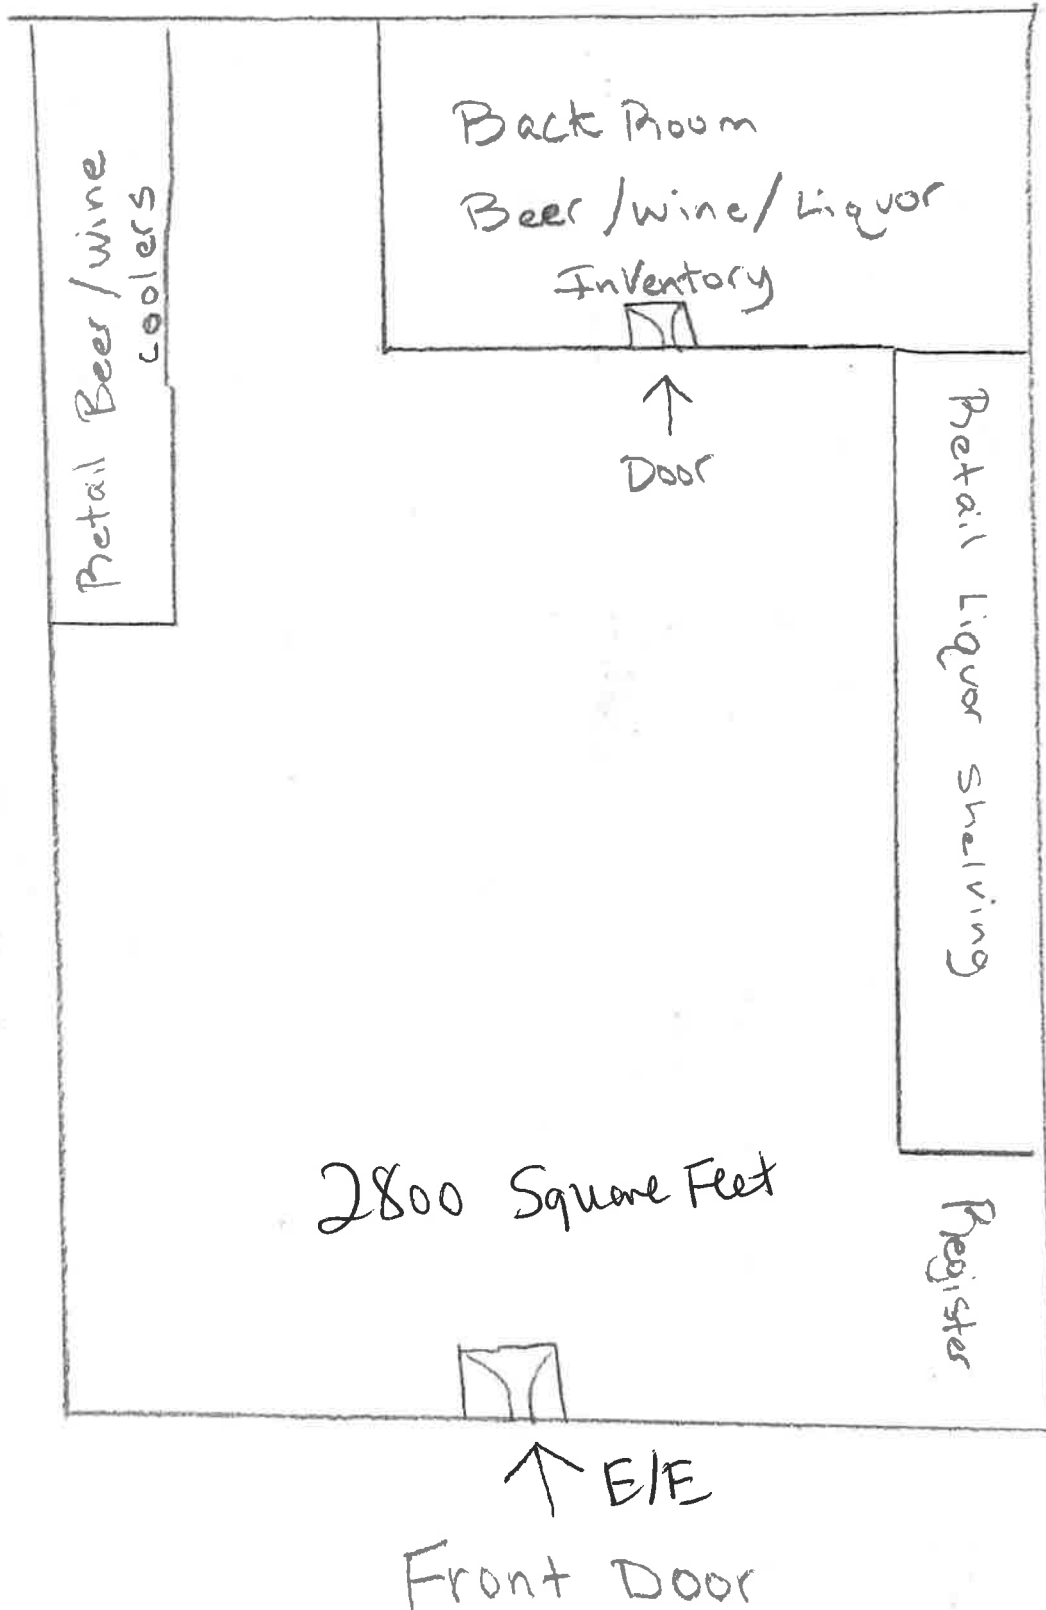 Back Room
Beer/wine/Liquor
Inventory
Door
Retail Beer/wine
coolers
Retail Liquor Shelving
2800 Square Feet
Register
E/E
Front Door